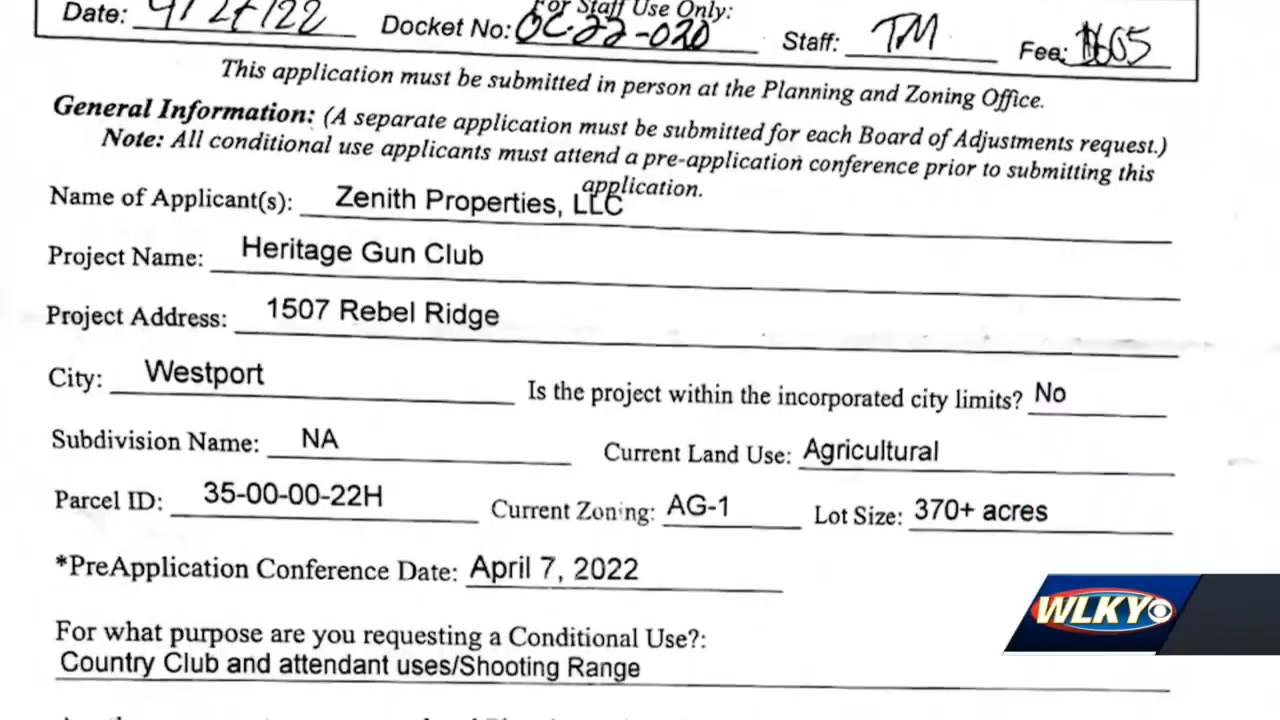 For Staff Use Only:
Date: Docket No: OC-22-020 Staff: TM Fee: $605
This application must be submitted in person at the Planning and Zoning Office.
General Information: (A separate application must be submitted for each Board of Adjustments request.)
Note: All conditional use applicants must attend a pre-application conference prior to submitting this
application.
Name of Applicant(s): Zenith Properties, LLC
Project Name: Heritage Gun Club
Project Address: 1507 Rebel Ridge
City: Westport Is the project within the incorporated city limits? No
Subdivision Name: NA Current Land Use: Agricultural
Parcel ID: 35-00-00-22H Current Zoning: AG-1 Lot Size: 370+ acres
*PreApplication Conference Date: April 7, 2022
For what purpose are you requesting a Conditional Use?:
Country Club and attendant uses/Shooting Range
WLKY